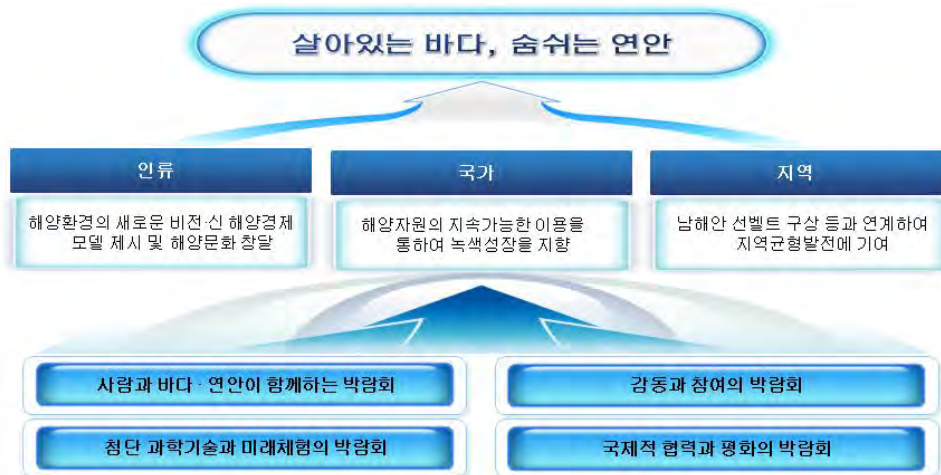 살아있는 바다, 숨쉬는 연안
인류
해양환경의 새로운 비전·신 해양경제
모델 제시 및 해양문화 창달
국가
해양자원의 지속가능한 이용을
통하여 녹색성장을 지향
지역
남해안 선벨트 구상 등과 연계하여
지역균형발전에 기여
사람과 바다·연안이 함께하는 박람회
감동과 참여의 박람회
첨단 과학기술과 미래체험의 박람회
국제적 협력과 평화의 박람회